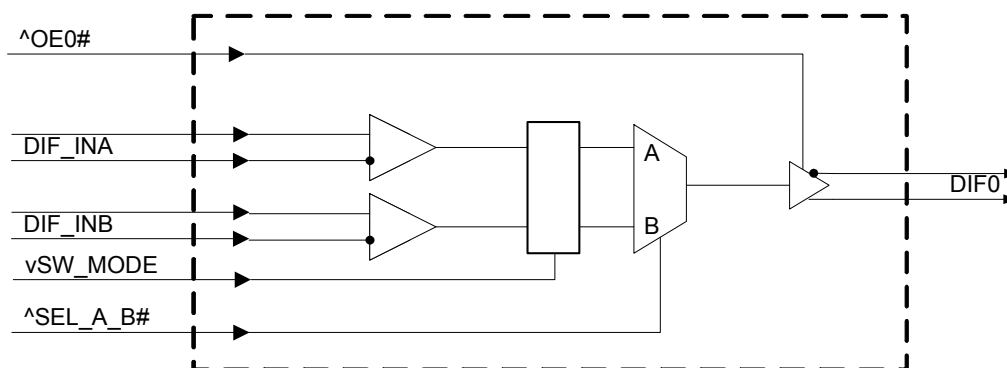 ^OE0#
DIF_INA
A
DIF0
DIF_INB
B
vSW_MODE
^SEL_A_B#